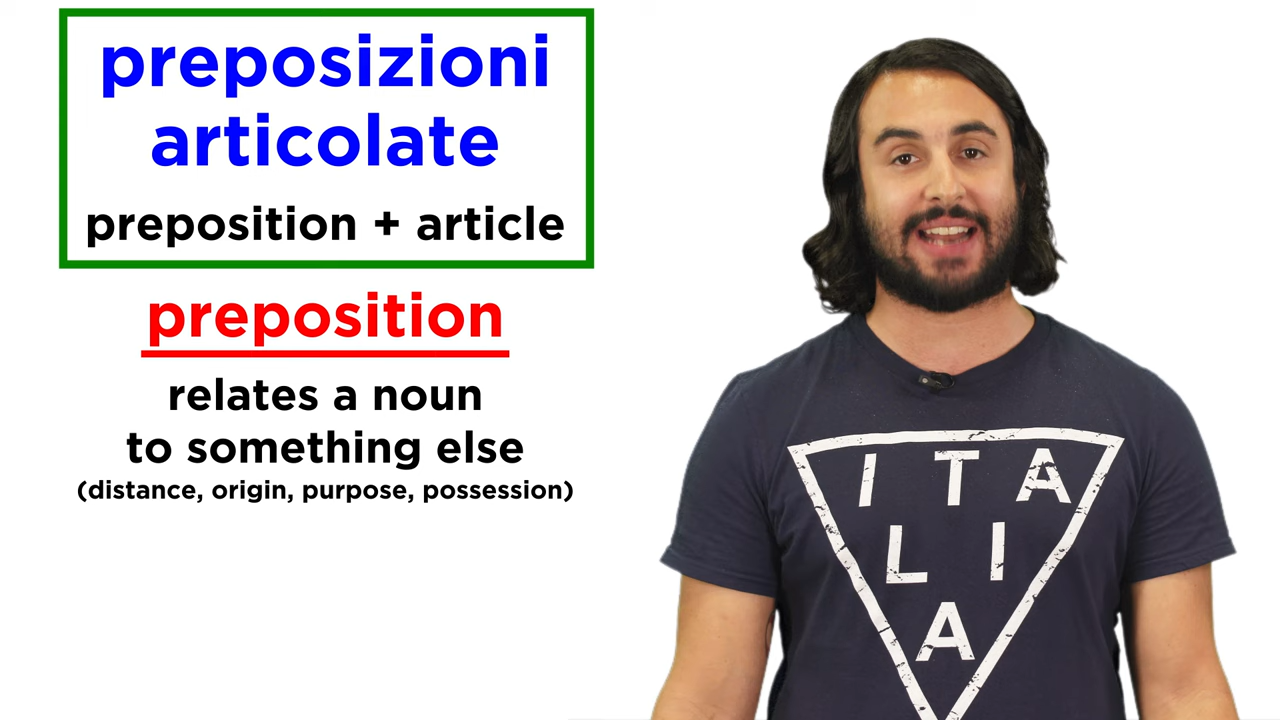 preposizioni
articolate
preposition + article
preposition
relates a noun
to something else
(distance, origin, purpose, possession)
I T A
L I
A